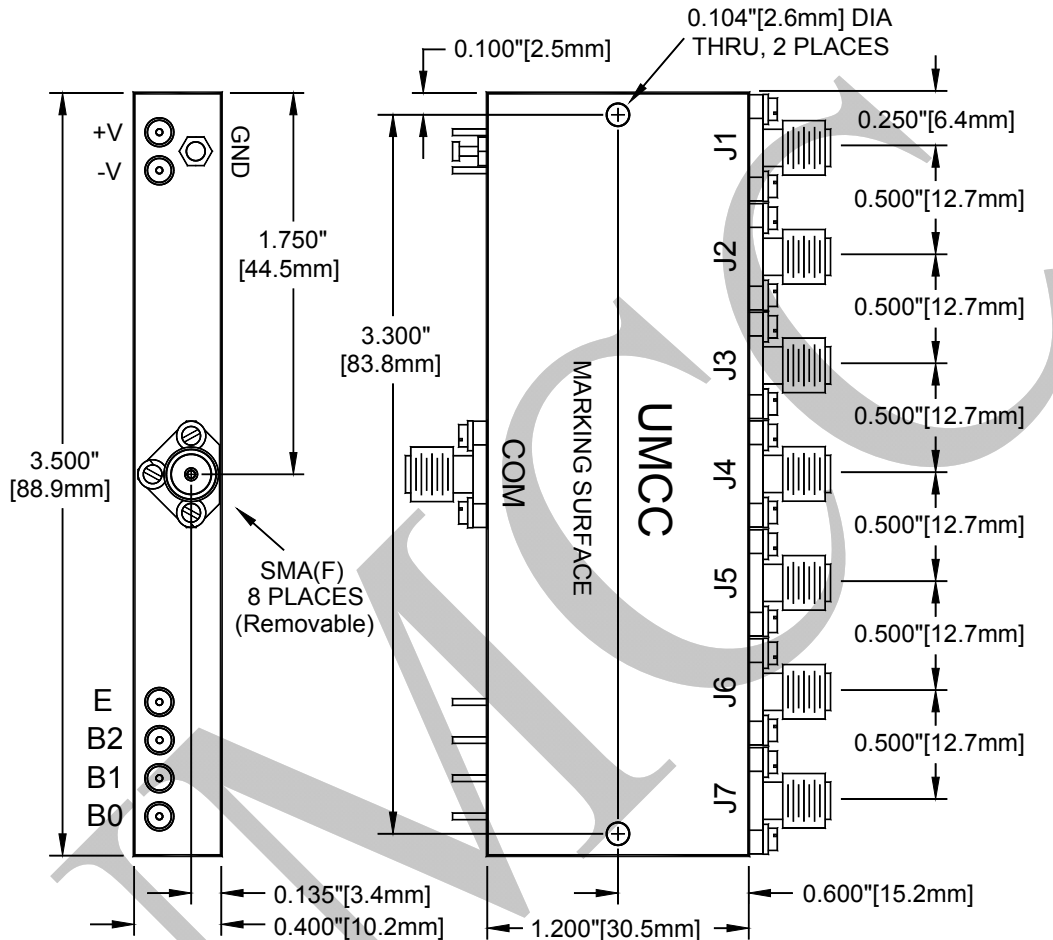 0.104"[2.6mm] DIA
THRU, 2 PLACES
0.100"[2.5mm]
+V
-V
GND
1.750"
[44.5mm]
3.500"
[88.9mm]
SMA(F)
8 PLACES
(Removable)
E
B2
B1
B0
0.135"[3.4mm]
0.400"[10.2mm]
3.300"
[83.8mm]
COM
MARKING SURFACE
UMCC
J1
J2
J3
J4
J5
J6
J7
0.250"[6.4mm]
0.500"[12.7mm]
0.500"[12.7mm]
0.500"[12.7mm]
0.500"[12.7mm]
0.500"[12.7mm]
0.500"[12.7mm]
0.600"[15.2mm]
1.200"[30.5mm]
UMCC